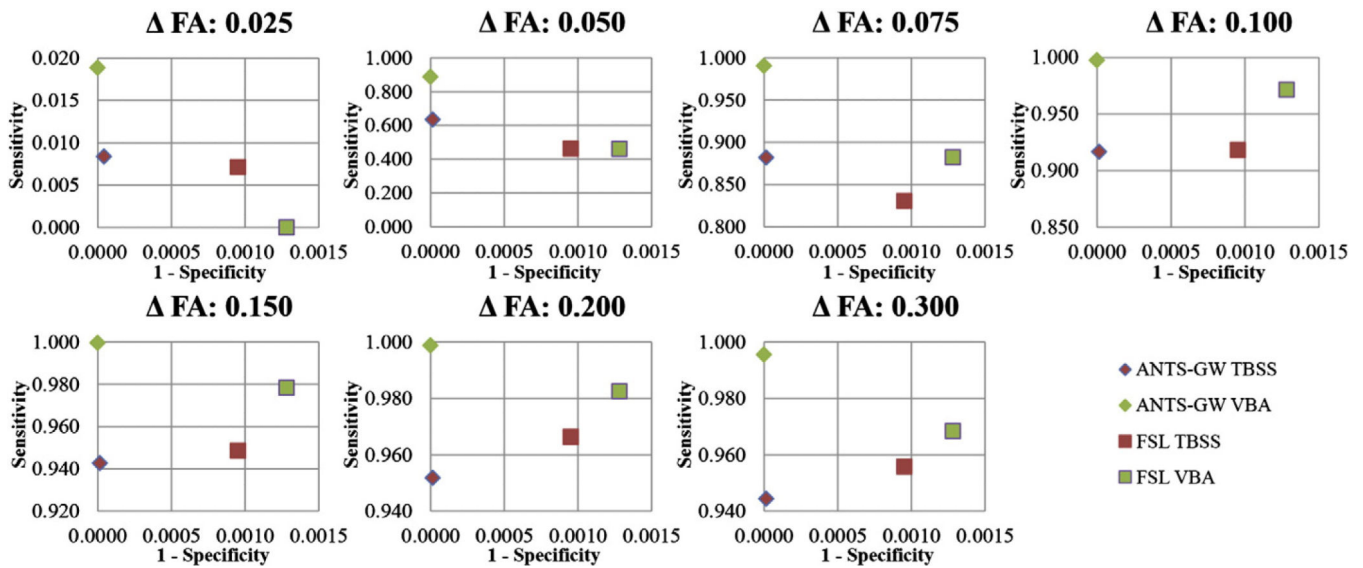 Δ FA: 0.025
0.020
0.015
0.010
0.005
0.000
Sensitivity
0.0000 0.0005 0.0010 0.0015
1 - Specificity
Δ FA: 0.050
1.000
0.800
0.600
0.400
0.200
0.000
Sensitivity
0.0000 0.0005 0.0010 0.0015
1 - Specificity
Δ FA: 0.075
1.000
0.950
0.900
0.850
0.800
Sensitivity
0.0000 0.0005 0.0010 0.0015
1 - Specificity
Δ FA: 0.100
1.000
0.950
0.900
0.850
Sensitivity
0.0000 0.0005 0.0010 0.0015
1 - Specificity
Δ FA: 0.150
1.000
0.980
0.960
0.940
0.920
Sensitivity
0.0000 0.0005 0.0010 0.0015
1 - Specificity
Δ FA: 0.200
1.000
0.980
0.960
0.940
Sensitivity
0.0000 0.0005 0.0010 0.0015
1 - Specificity
Δ FA: 0.300
1.000
0.980
0.960
0.940
Sensitivity
0.0000 0.0005 0.0010 0.0015
1 - Specificity
ANTS-GW TBSS
ANTS-GW VBA
FSL TBSS
FSL VBA